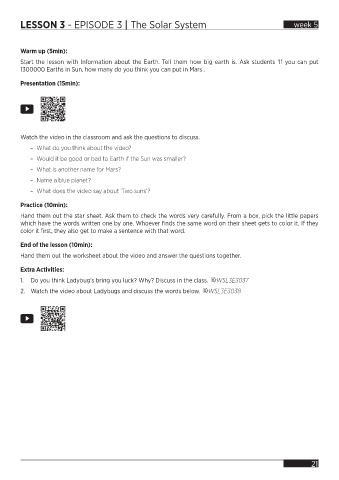 LESSON 3 - EPISODE 3 | The Solar System
week 5
Warm up (5min):
Start the lesson with Information about the Earth. Tell them how big earth is. Ask students 'If you can put
1300000 Earths in Sun, how many do you think you can put in Mars .
Presentation (15min):
Watch the video in the classroom and ask the questions to discuss.
- What do you think about the video?
- Would it be good or bad to Earth if the Sun was smaller?
- What is another name for Mars?
- Name a blue planet?
- What does the video say about 'Two suns'?
Practice (10min):
Hand them out the star sheet. Ask them to check the words very carefully. From a box, pick the little papers
which have the words written one by one. Whoever finds the same word on their sheet gets to color it. If they
color it first, they also get to make a sentence with that word.
End of the lesson (10min):
Hand them out the worksheet about the video and answer the questions together.
Extra Activities:
1. Do you think Ladybug's bring you luck? Why? Discuss in the class. WSL3E3037
2. Watch the video about Ladybugs and discuss the words below. WSL3E3038
21